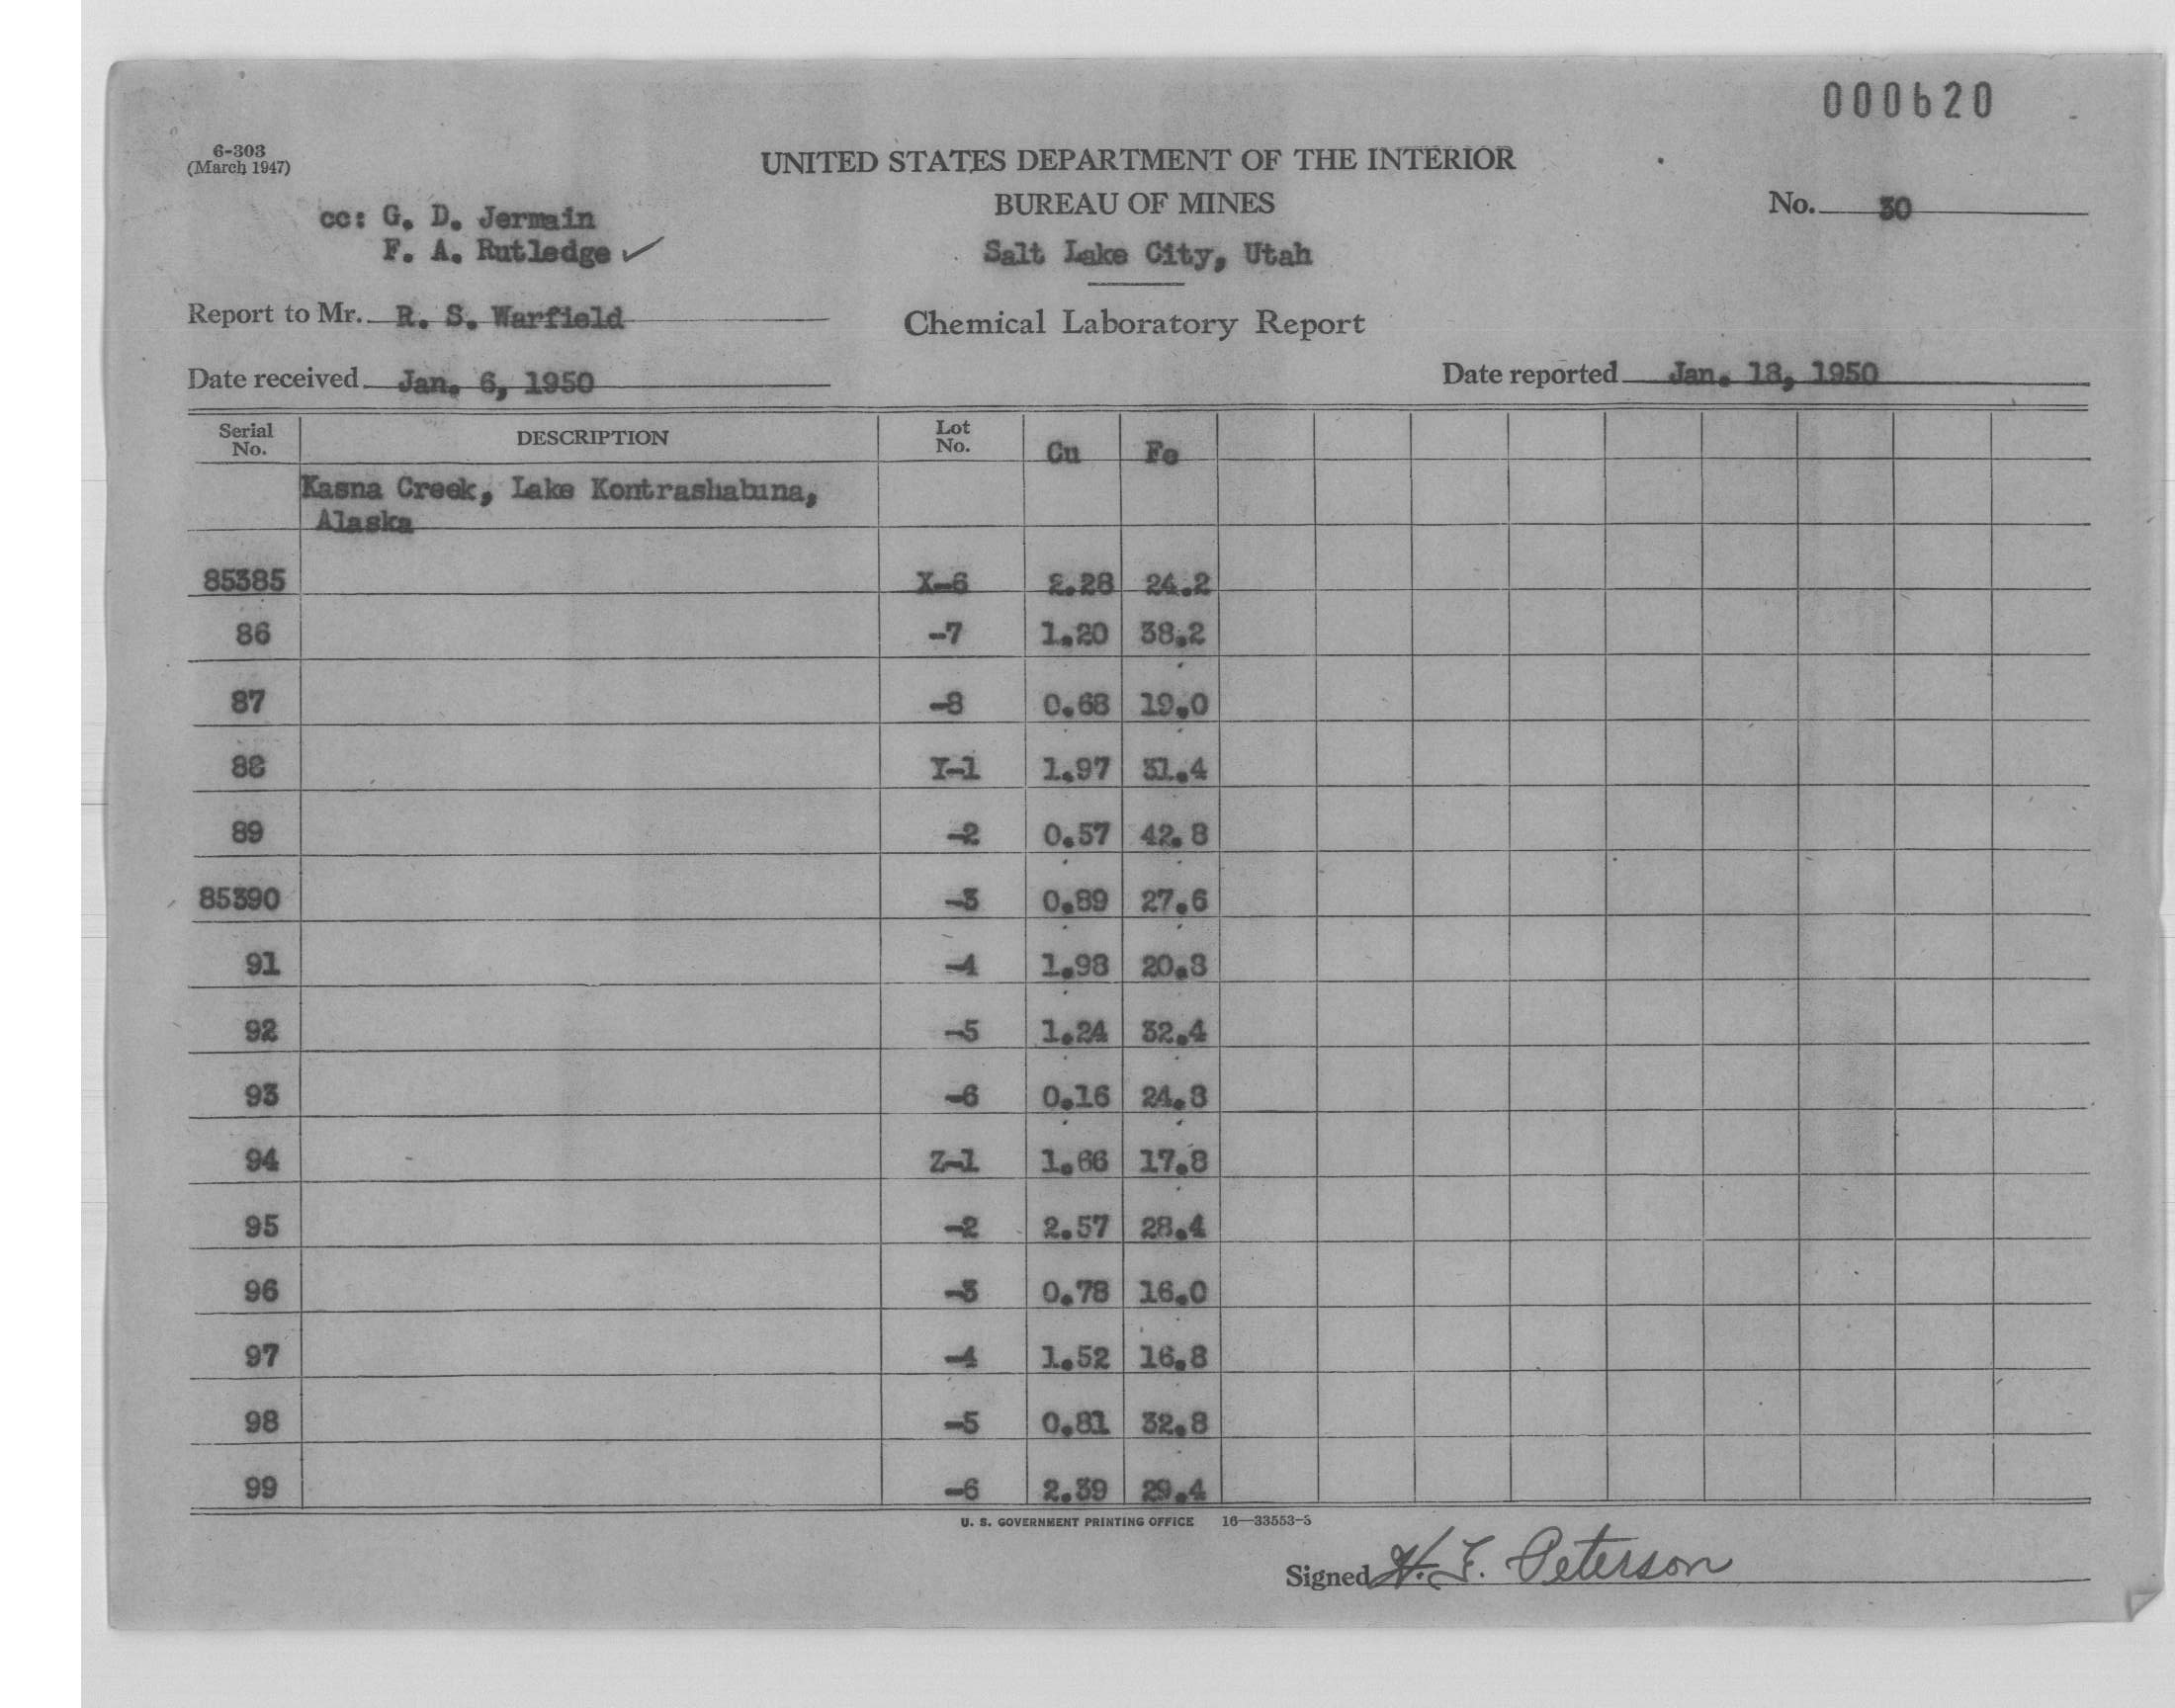 000620
6-303
(March 1947)
UNITED STATES DEPARTMENT OF THE INTERIOR
cc: G. D. Jermain
BUREAU OF MINES
No. 30
F. A. Rutledge ✓
Salt Lake City, Utah
Report to Mr. R. S. Warfield
Chemical Laboratory Report
Date received Jan. 6, 1950
Date reported Jan. 18, 1950
Serial No. DESCRIPTION Lot No. Cu Fe
Kasna Creek, Lake Kontrashabuna,
Alaska
85385 X-6 2.28 24.2
86 -7 1.20 38.2
87 -8 0.68 19.0
88 Y-1 1.97 31.4
89 -2 0.57 42.8
85390 -3 0.89 27.6
91 -4 1.98 20.8
92 -5 1.24 32.4
93 -6 0.16 24.8
94 Z-1 1.66 17.8
95 -2 2.57 28.4
96 -3 0.78 16.0
97 -4 1.52 16.8
98 -5 0.81 32.8
99 -6 2.39 29.4
U. S. GOVERNMENT PRINTING OFFICE 16—33553-3
Signed H. F. Peterson